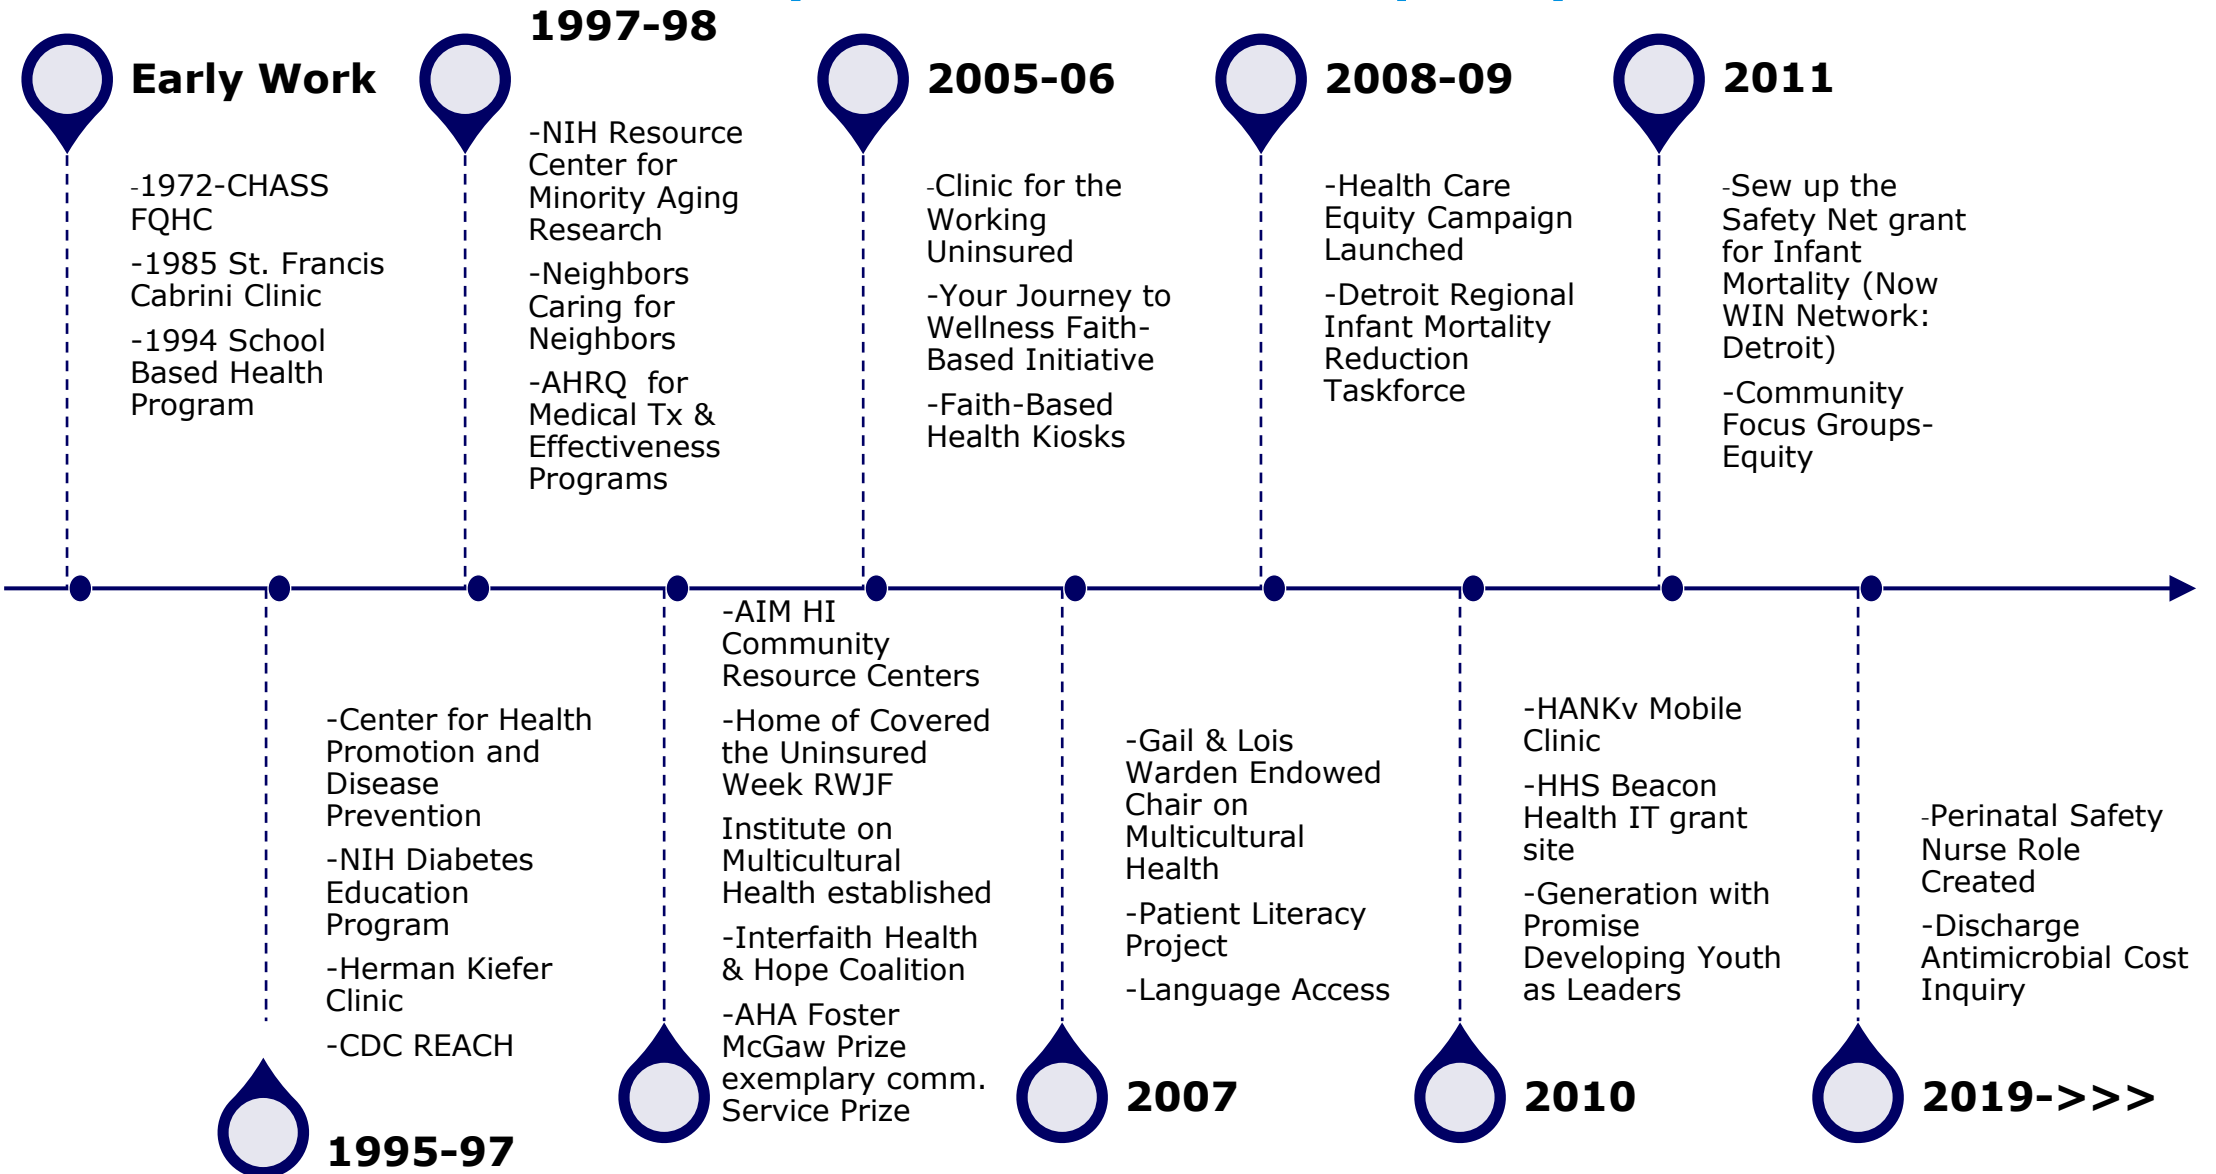 Early Work
-1972-CHASS
FQHC
-1985 St. Francis
Cabrini Clinic
-1994 School
Based Health
Program
1997-98
-NIH Resource
Center for
Minority Aging
Research
-Neighbors
Caring for
Neighbors
-AHRQ  for
Medical Tx &
Effectiveness
Programs
2005-06
-Clinic for the
Working
Uninsured
-Your Journey to
Wellness Faith-
Based Initiative
-Faith-Based
Health Kiosks
2008-09
-Health Care
Equity Campaign
Launched
-Detroit Regional
Infant Mortality
Reduction
Taskforce
2011
-Sew up the
Safety Net grant
for Infant
Mortality (Now
WIN Network:
Detroit)
-Community
Focus Groups-
Equity
-Center for Health
Promotion and
Disease
Prevention
-NIH Diabetes
Education
Program
-Herman Kiefer
Clinic
-CDC REACH
1995-97
-AIM HI
Community
Resource Centers
-Home of Covered
the Uninsured
Week RWJF
Institute on
Multicultural
Health established
-Interfaith Health
& Hope Coalition
-AHA Foster
McGaw Prize
exemplary comm.
Service Prize
-Gail & Lois
Warden Endowed
Chair on
Multicultural
Health
-Patient Literacy
Project
-Language Access
2007
-HANKv Mobile
Clinic
-HHS Beacon
Health IT grant
site
-Generation with
Promise
Developing Youth
as Leaders
2010
-Perinatal Safety
Nurse Role
Created
-Discharge
Antimicrobial Cost
Inquiry
2019->>>